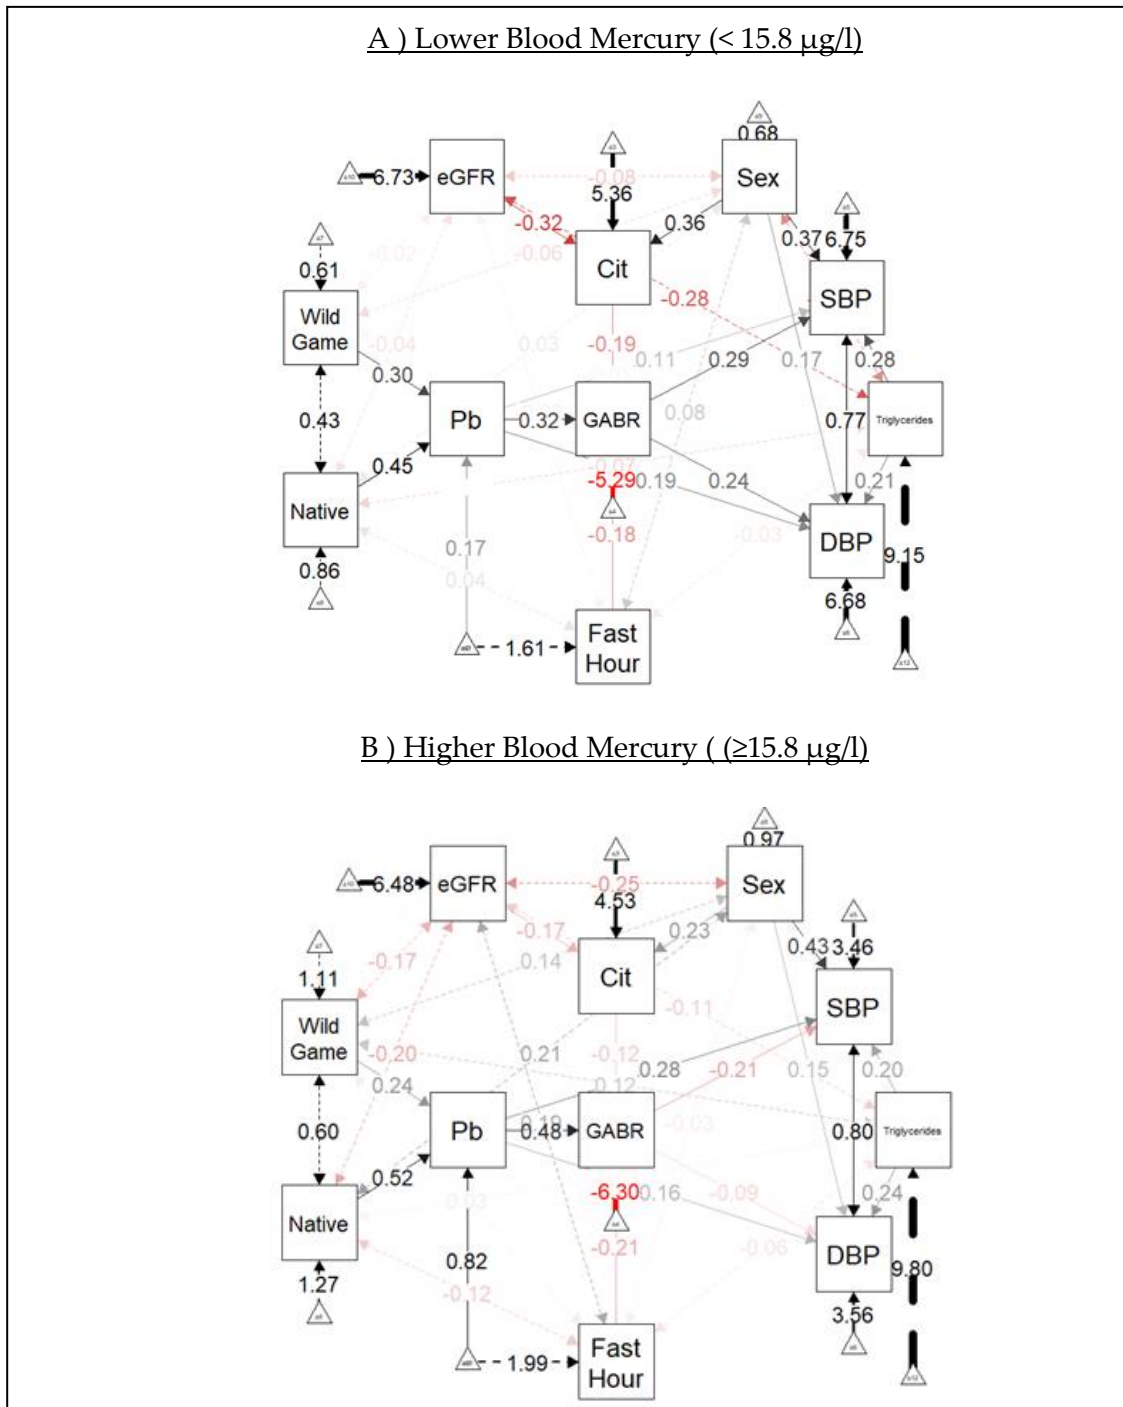 A ) Lower Blood Mercury (< 15.8 µg/l)
0.68
6.73
eGFR
-0.08
5.36
Sex
-0.32
0.36
0.37
6.75
-0.02
-0.06
0.61
Cit
-0.28
SBP
Wild
Game
-0.04
0.03
-0.19
0.11
0.29
0.17
0.28
0.30
0.43
Pb
0.32
GABR
0.08
0.77
Triglycerides
0.45
0.07
-5.29
0.19
0.24
0.21
Native
-0.18
-0.03
DBP
0.17
9.15
0.86
0.04
6.68
1.61
Fast
Hour
B ) Higher Blood Mercury ( (≥15.8 µg/l)
0.97
6.48
eGFR
-0.25
4.53
Sex
-0.17
0.23
0.43
3.46
-0.17
0.14
1.11
Cit
-0.11
SBP
Wild
Game
-0.20
0.21
-0.12
0.28
-0.21
0.15
0.20
0.24
0.12
0.60
Pb
0.48
GABR
-0.03
0.80
Triglycerides
0.52
-6.30
0.16
-0.09
0.24
Native
0.03
-0.21
-0.06
DBP
0.82
9.80
1.27
-0.12
3.56
1.99
Fast
Hour